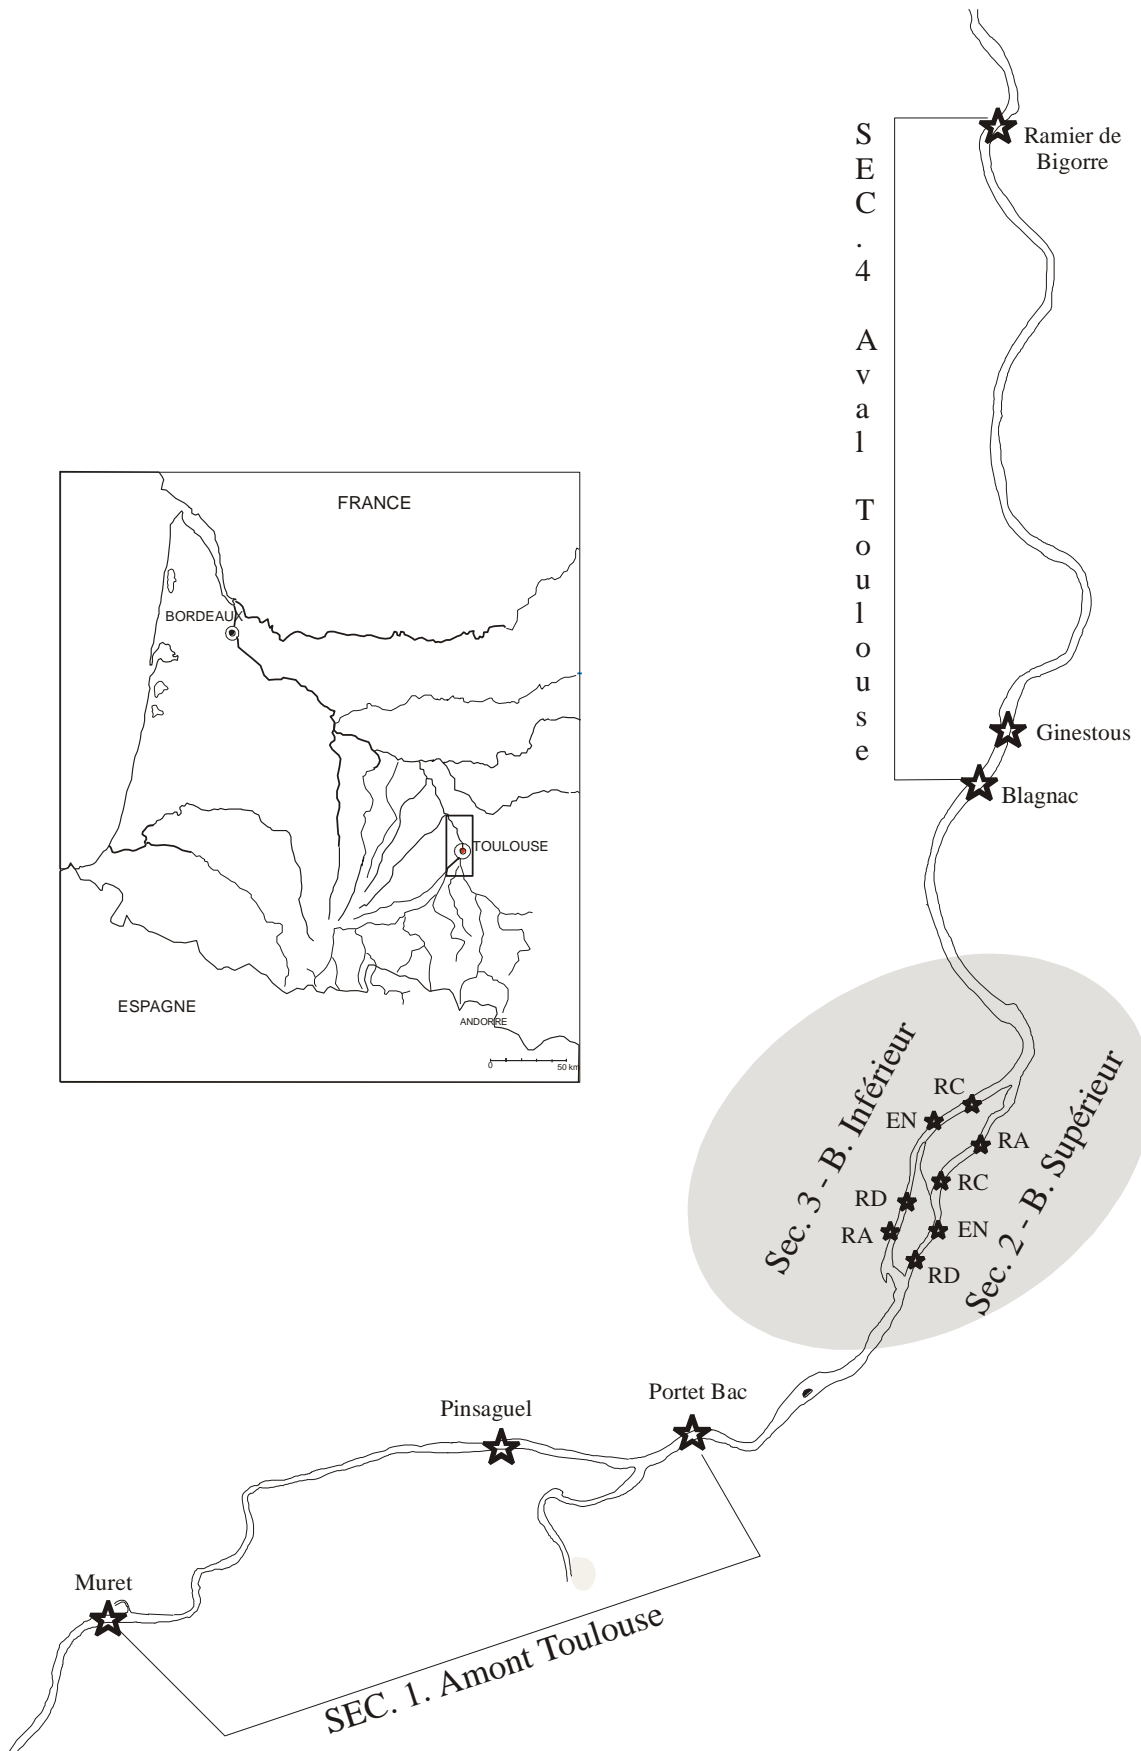 SEC.4 Aval Toulouse
Ramier de
Bigorre
FRANCE
BORDEAUX
TOULOUSE
ESPAGNE
ANDORRE
0
50 km
Ginestous
Blagnac
Sec. 3 - B. Inférieur
Sec. 2 - B. Supérieur
RC
EN
RA
RC
RD
RA
EN
RD
Portet Bac
Pinsaguel
Muret
SEC. 1. Amont Toulouse